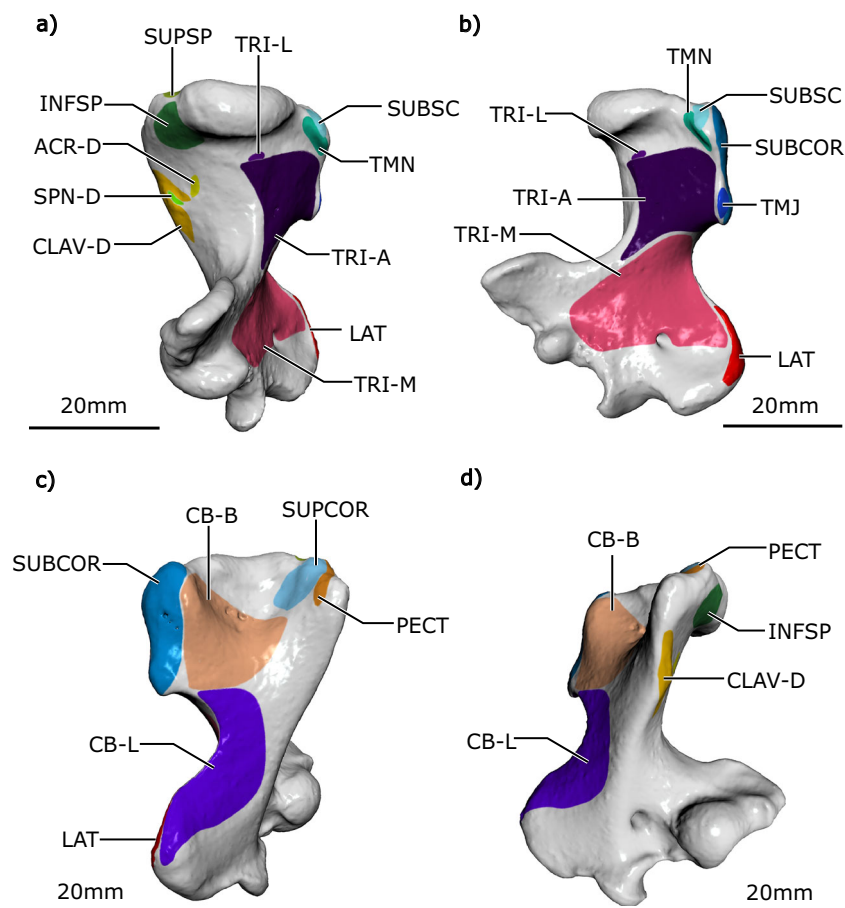 a)
SUPSP
TRI-L
INFSP
SUBSC
ACR-D
TMN
SPN-D
CLAV-D
TRI-A
LAT
TRI-M
20mm
b)
TMN
SUBSC
TRI-L
SUBCOR
TRI-A
TMJ
TRI-M
LAT
20mm
c)
CB-B
SUPCOR
SUBCOR
PECT
CB-L
LAT
20mm
d)
CB-B
PECT
INFSP
CLAV-D
CB-L
20mm